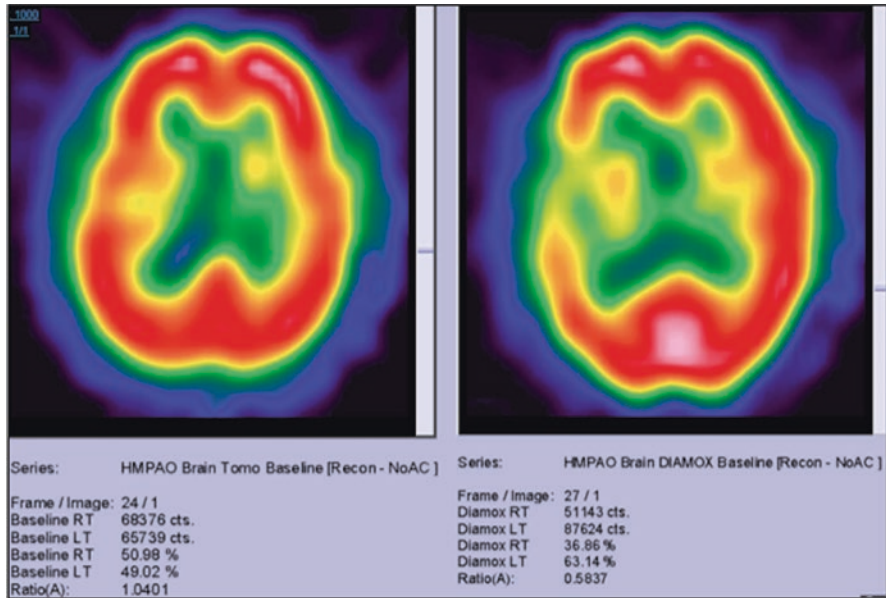 1000
1/1
Series: HMPAO Brain Tomo Baseline [Recon - NoAC ]
Frame / Image: 24 / 1
Baseline RT 68376 cts.
Baseline LT 65739 cts.
Baseline RT 50.98 %
Baseline LT 49.02 %
Ratio(A): 1.0401
Series: HMPAO Brain DIAMOX Baseline [Recon - NoAC ]
Frame / Image: 27 / 1
Diamox RT 51143 cts.
Diamox LT 87624 cts.
Diamox RT 36.86 %
Diamox LT 63.14 %
Ratio(A): 0.5837